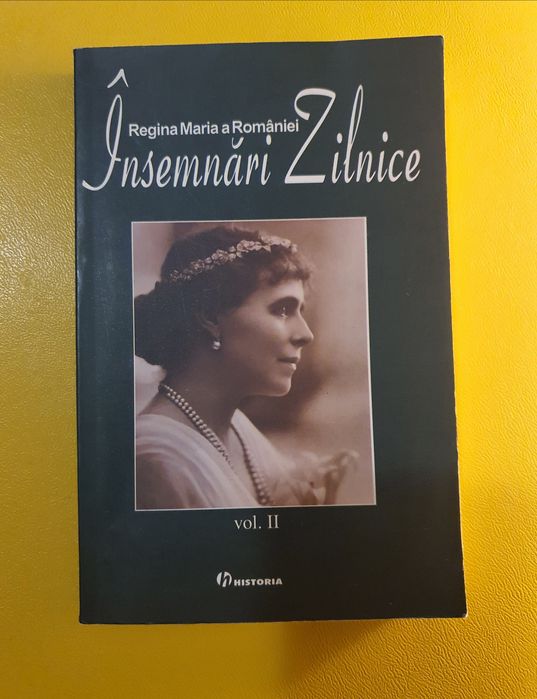 Regina Maria a României
Însemnări Zilnice
vol. II
HISTORIA